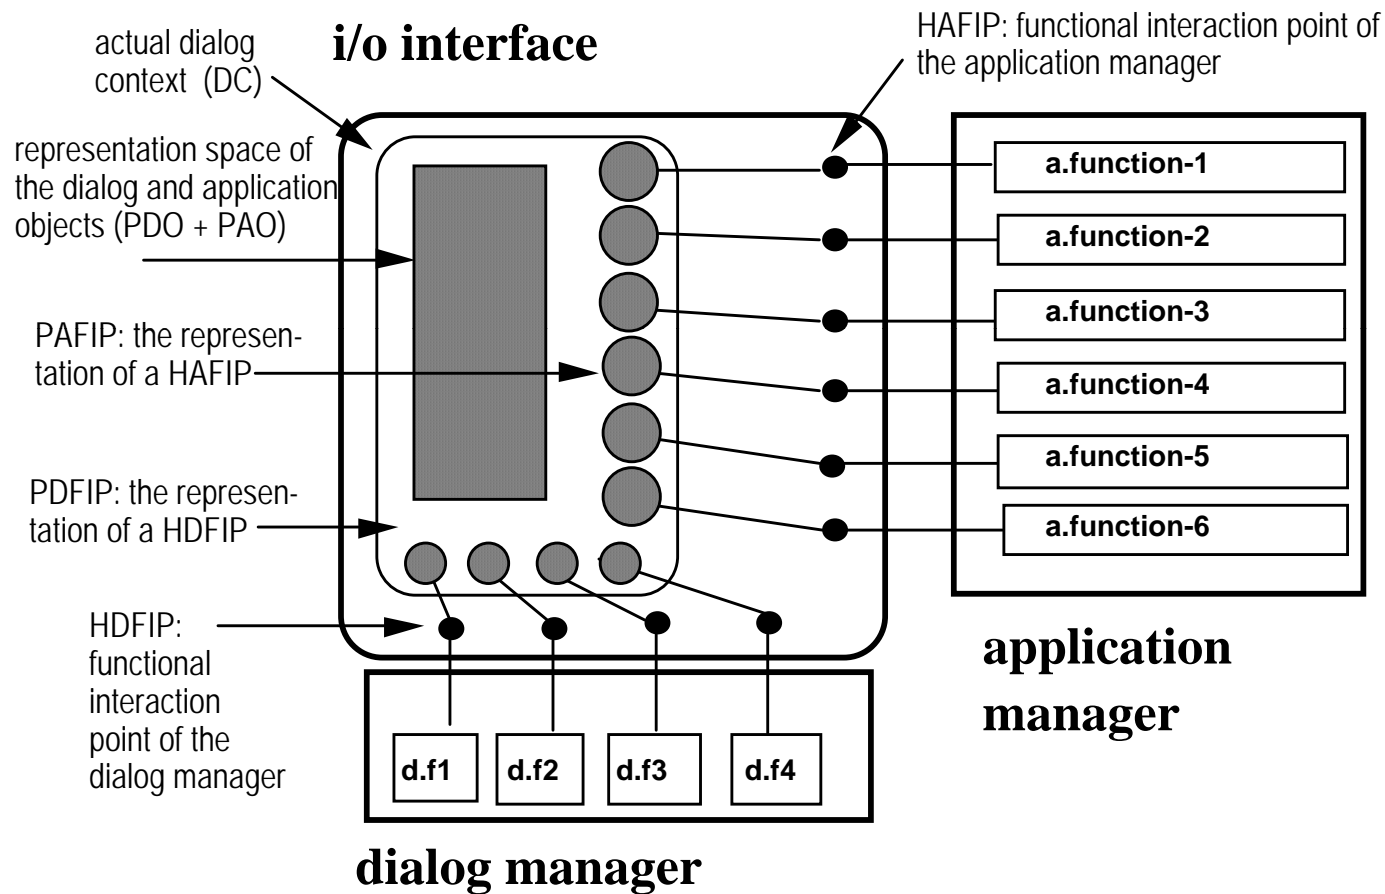 actual dialog
context (DC)
i/o interface
HAFIP: functional interaction point of
the application manager
representation space of
the dialog and application
objects (PDO + PAO)
PAFIP: the represen-
tation of a HAFIP
PDFIP: the represen-
tation of a HDFIP
HDFIP:
functional
interaction
point of the
dialog manager
a.function-1
a.function-2
a.function-3
a.function-4
a.function-5
a.function-6
application
manager
d.f1
d.f2
d.f3
d.f4
dialog manager